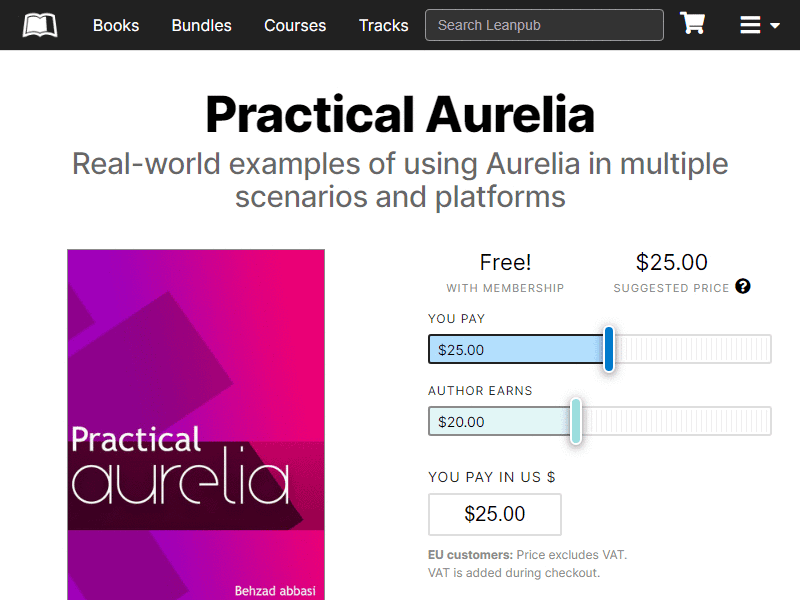 Books Bundles Courses Tracks Search Leanpub
Practical Aurelia
Real-world examples of using Aurelia in multiple
scenarios and platforms
Practical
aurelia
Behzad abbasi
Free!
WITH MEMBERSHIP
$25.00
SUGGESTED PRICE ?
YOU PAY
$25.00
AUTHOR EARNS
$20.00
YOU PAY IN US $
$25.00
EU customers: Price excludes VAT.
VAT is added during checkout.